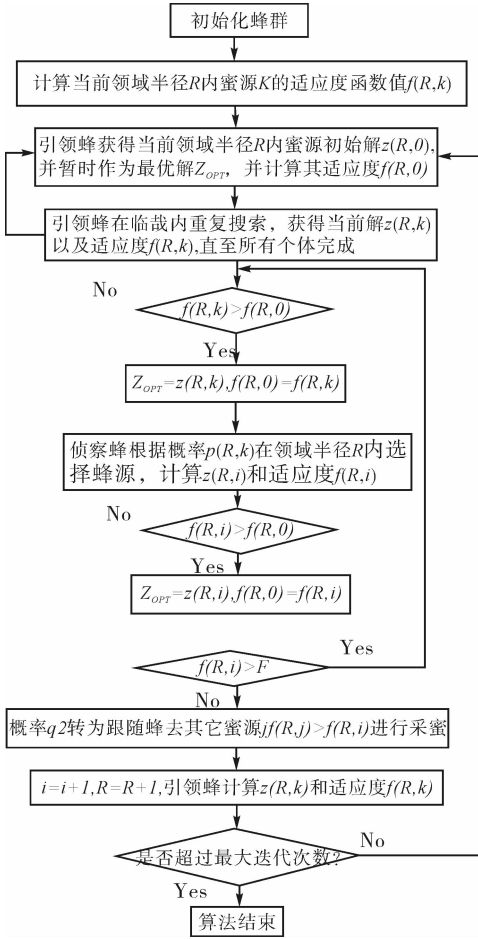 初始化蜂群
计算当前领域半径R内蜜源K的适应度函数值f(R,k)
引领蜂获得当前领域半径R内蜜源初始解z(R,0),
并暂时作为最优解Z_OPT，并计算其适应度f(R,0)
引领蜂在临哉内重复搜索，获得当前解z(R,k)
以及适应度f(R,k),直至所有个体完成
No
f(R,k)>f(R,0)
Yes
Z_OPT=z(R,k),f(R,0)=f(R,k)
侦察蜂根据概率p(R,k)在领域半径R内选
择蜂源，计算z(R,i)和适应度f(R,i)
No
f(R,i)>f(R,0)
Yes
Z_OPT=z(R,i),f(R,0)=f(R,i)
Yes
f(R,i)>F
No
概率q2转为跟随蜂去其它蜜源jf(R,j)>f(R,i)进行采蜜
i=i+1,R=R+1,引领蜂计算z(R,k)和适应度f(R,k)
No
是否超过最大迭代次数?
Yes
算法结束